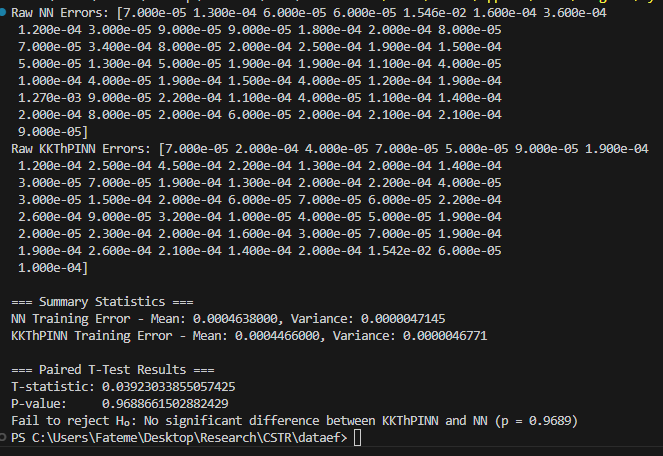 Raw NN Errors: [7.000e-05 1.300e-04 6.000e-05 6.000e-05 1.546e-02 1.600e-04 3.600e-04
1.200e-04 3.000e-05 9.000e-05 9.000e-05 1.800e-04 2.000e-04 8.000e-05
7.000e-05 3.400e-04 8.000e-05 2.000e-04 2.500e-04 1.900e-04 1.500e-04
5.000e-05 1.300e-04 5.000e-05 1.900e-04 1.900e-04 1.100e-04 4.000e-05
1.000e-04 4.000e-05 1.900e-04 1.500e-04 4.000e-05 1.200e-04 1.900e-04
1.270e-03 9.000e-05 2.200e-04 1.100e-04 4.000e-05 1.100e-04 1.400e-04
2.000e-04 8.000e-05 2.000e-04 6.000e-05 2.000e-04 2.100e-04 2.100e-04
9.000e-05]
Raw KKThPINN Errors: [7.000e-05 2.000e-04 4.000e-05 7.000e-05 5.000e-05 9.000e-05 1.900e-04
1.200e-04 2.500e-04 4.500e-04 2.200e-04 1.300e-04 2.000e-04 1.400e-04
3.000e-05 7.000e-05 1.900e-04 1.300e-04 2.000e-04 2.200e-04 4.000e-05
3.000e-05 1.500e-04 2.000e-04 6.000e-05 7.000e-05 6.000e-05 2.200e-04
2.600e-04 9.000e-05 3.200e-04 1.000e-05 4.000e-05 5.000e-05 1.900e-04
2.000e-05 2.300e-04 2.000e-04 1.600e-04 3.000e-05 7.000e-05 1.900e-04
1.900e-04 2.600e-04 2.100e-04 1.400e-04 2.000e-04 1.542e-02 6.000e-05
1.000e-04]
=== Summary Statistics ===
NN Training Error - Mean: 0.0004638000, Variance: 0.0000047145
KKThPINN Training Error - Mean: 0.0004466000, Variance: 0.0000046771
=== Paired T-Test Results ===
T-statistic: 0.03923033855057425
P-value: 0.9688661502882429
Fail to reject H₀: No significant difference between KKThPINN and NN (p = 0.9689)
PS C:\Users\Fateme\Desktop\Research\CSTR\dataef>